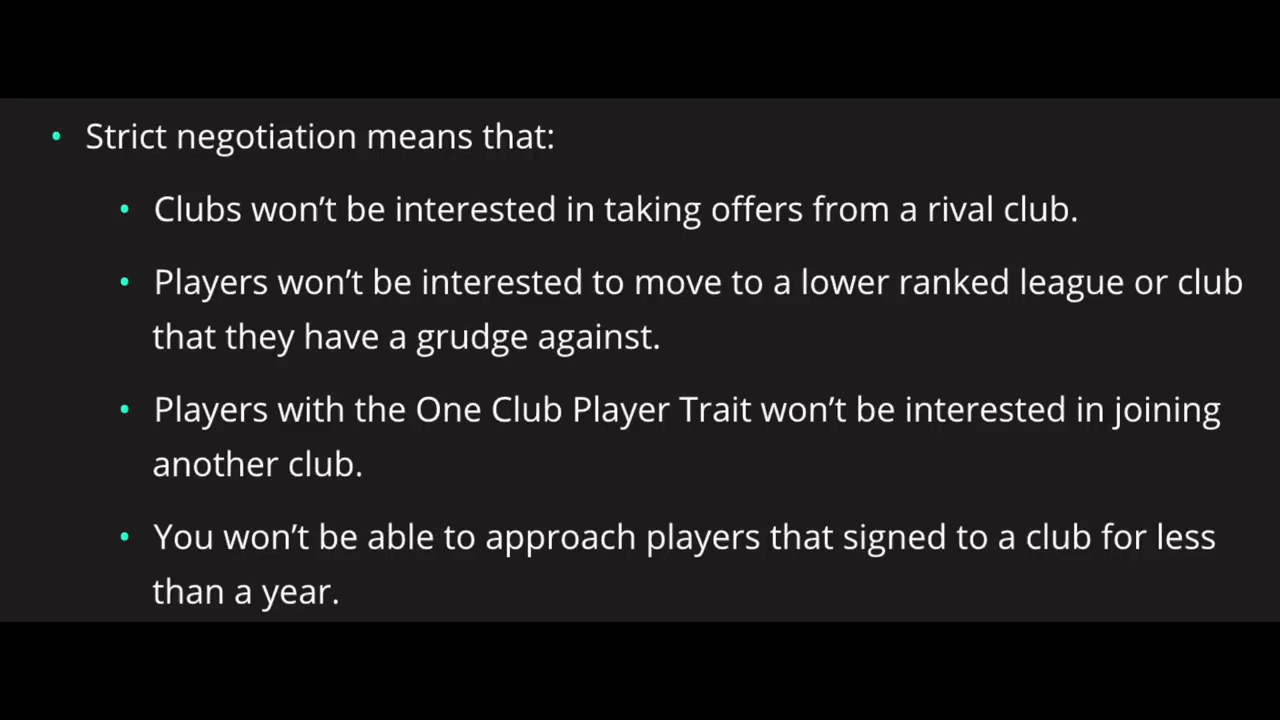 • Strict negotiation means that:
• Clubs won’t be interested in taking offers from a rival club.
• Players won’t be interested to move to a lower ranked league or club
that they have a grudge against.
• Players with the One Club Player Trait won’t be interested in joining
another club.
• You won’t be able to approach players that signed to a club for less
than a year.